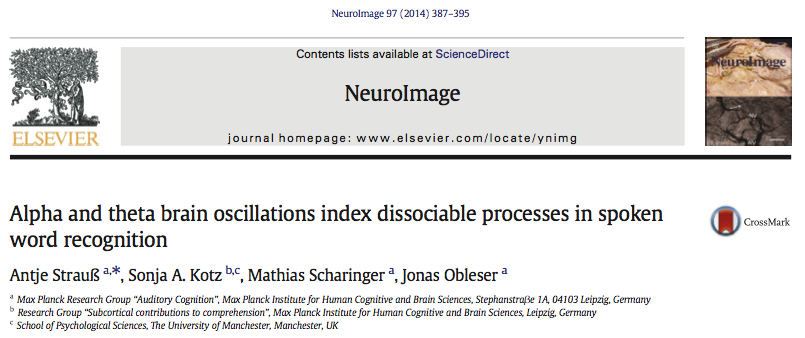 NeuroImage 97 (2014) 387–395
Contents lists available at ScienceDirect
NeuroImage
journal homepage: www.elsevier.com/locate/ynimg
ELSEVIER
NeuroImage
Alpha and theta brain oscillations index dissociable processes in spoken
word recognition
CrossMark
Antje Strauß a,*, Sonja A. Kotz b,c, Mathias Scharinger a, Jonas Obleser a
a Max Planck Research Group “Auditory Cognition”, Max Planck Institute for Human Cognitive and Brain Sciences, Stephanstraße 1A, 04103 Leipzig, Germany
b Research Group “Subcortical contributions to comprehension”, Max Planck Institute for Human Cognitive and Brain Sciences, Leipzig, Germany
c School of Psychological Sciences, The University of Manchester, Manchester, UK